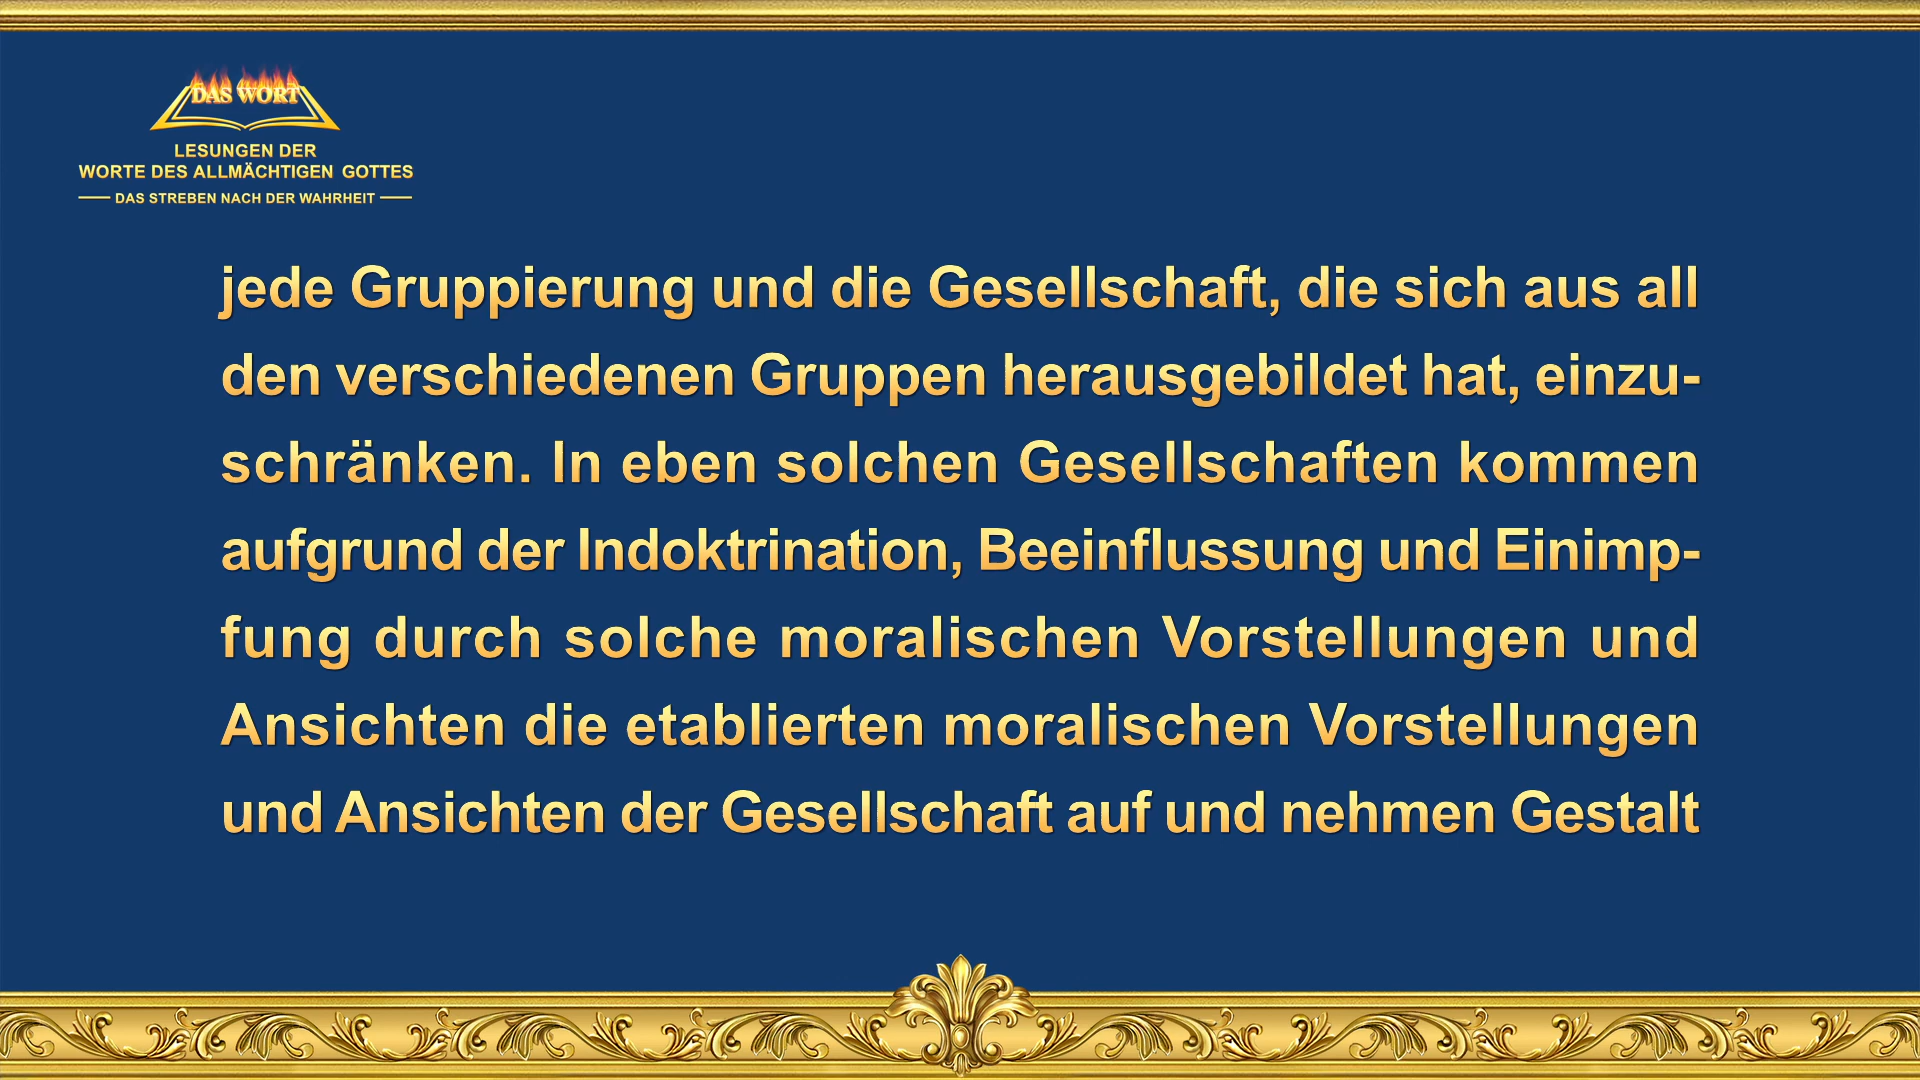 DAS WORT
LESUNGEN DER
WORTE DES ALLMÄCHTIGEN GOTTES
DAS STREBEN NACH DER WAHRHEIT
jede Gruppierung und die Gesellschaft, die sich aus all
den verschiedenen Gruppen herausgebildet hat, einzu-
schränken. In eben solchen Gesellschaften kommen
aufgrund der Indoktrination, Beeinflussung und Einimp-
fung durch solche moralischen Vorstellungen und
Ansichten die etablierten moralischen Vorstellungen
und Ansichten der Gesellschaft auf und nehmen Gestalt